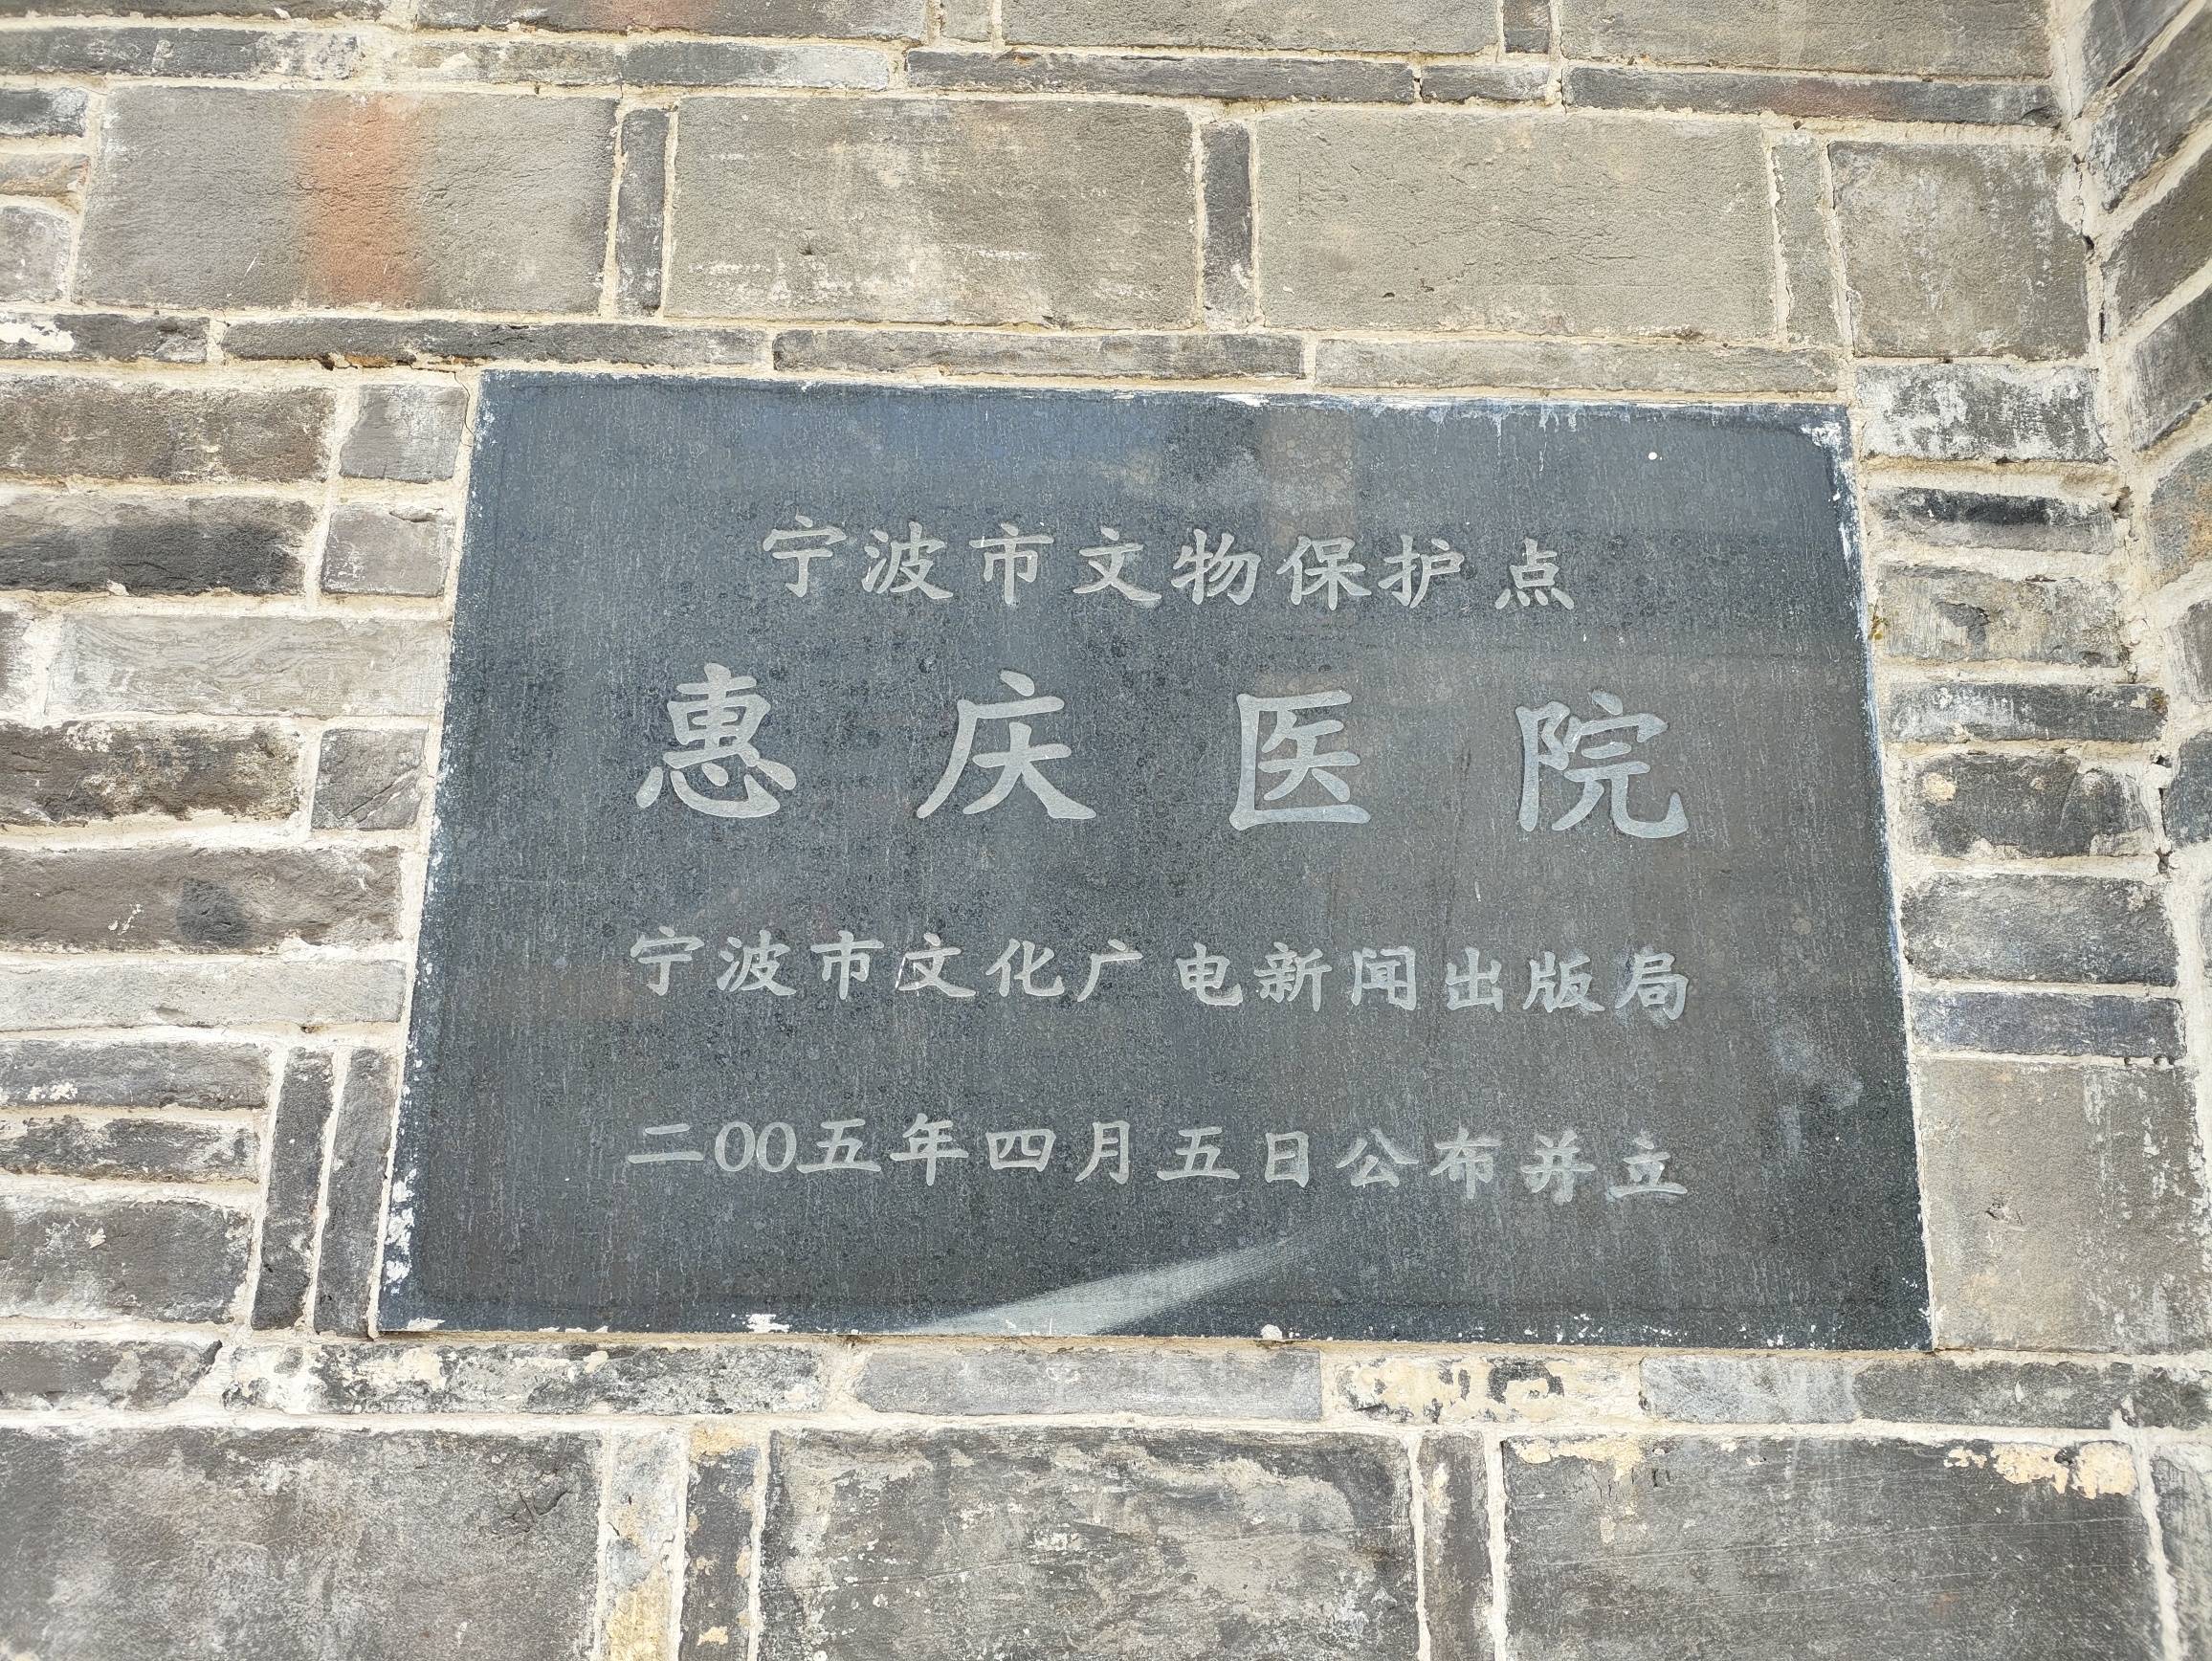 宁波市文物保护点
惠庆医院
宁波市文化广电新闻出版局
二00五年四月五日公布并立